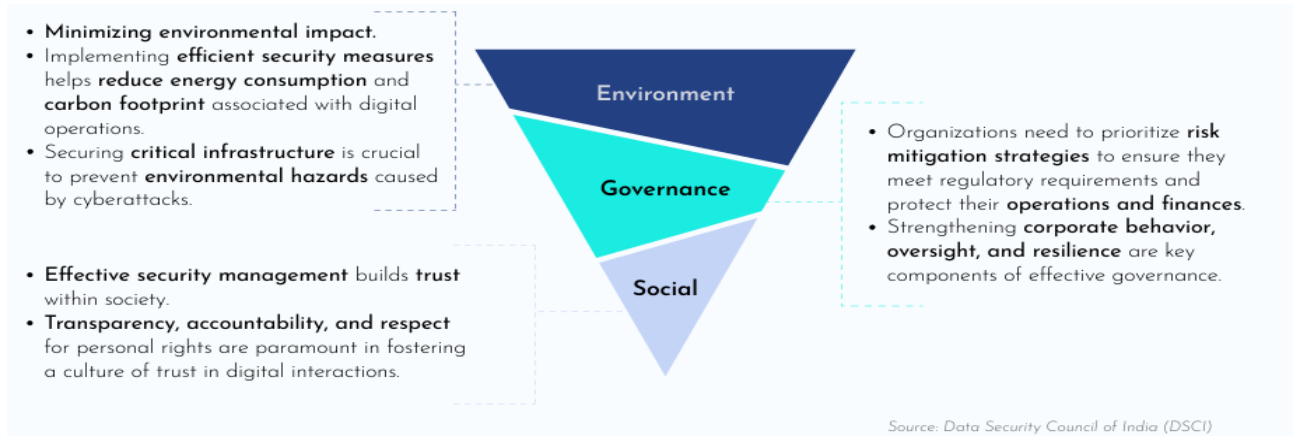 • Minimizing environmental impact.
• Implementing efficient security measures
helps reduce energy consumption and
carbon footprint associated with digital
operations.
• Securing critical infrastructure is crucial
to prevent environmental hazards caused
by cyberattacks.
Environment
Governance
• Organizations need to prioritize risk
mitigation strategies to ensure they
meet regulatory requirements and
protect their operations and finances.
• Strengthening corporate behavior,
oversight, and resilience are key
components of effective governance.
• Effective security management builds trust
within society.
• Transparency, accountability, and respect
for personal rights are paramount in fostering
a culture of trust in digital interactions.
Social
Source: Data Security Council of India (DSCI)